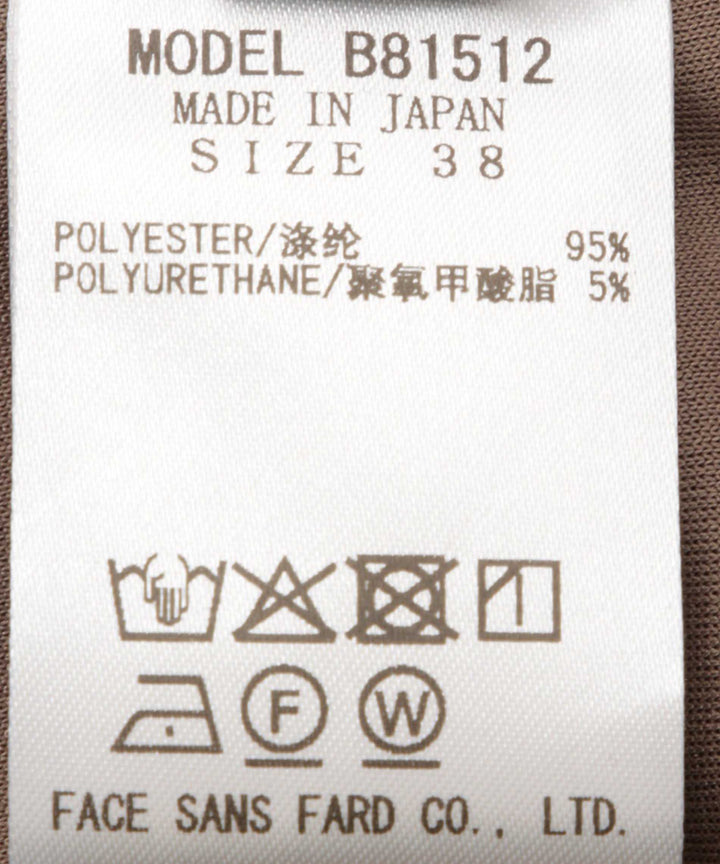 MODEL B81512
MADE IN JAPAN
SIZE 38
POLYESTER/涤纶 95%
POLYURETHANE/聚氧甲酸脂 5%
F W
FACE SANS FARD CO., LTD.